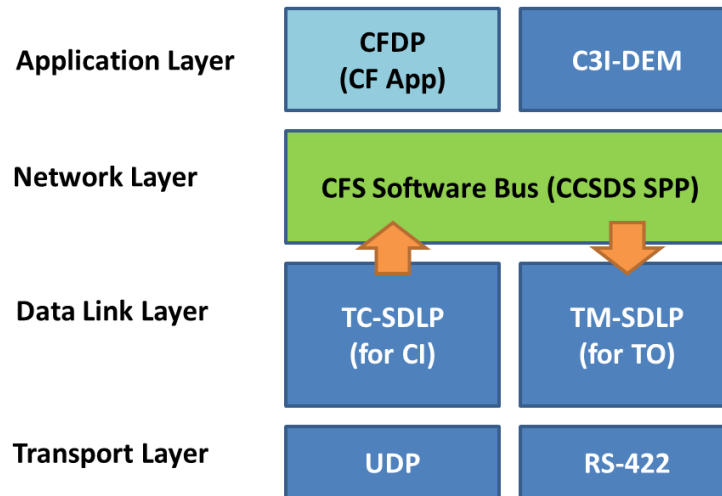 Application Layer
CFDP
(CF App)
C3I-DEM
Network Layer
CFS Software Bus (CCSDS SPP)
Data Link Layer
TC-SDLP
(for CI)
TM-SDLP
(for TO)
Transport Layer
UDP
RS-422